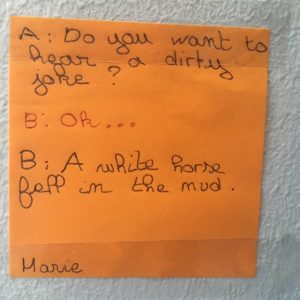 A: Do you want to
hear a dirty
joke ?
B: Ok...
B: A white horse
fell in the mud.
Marie